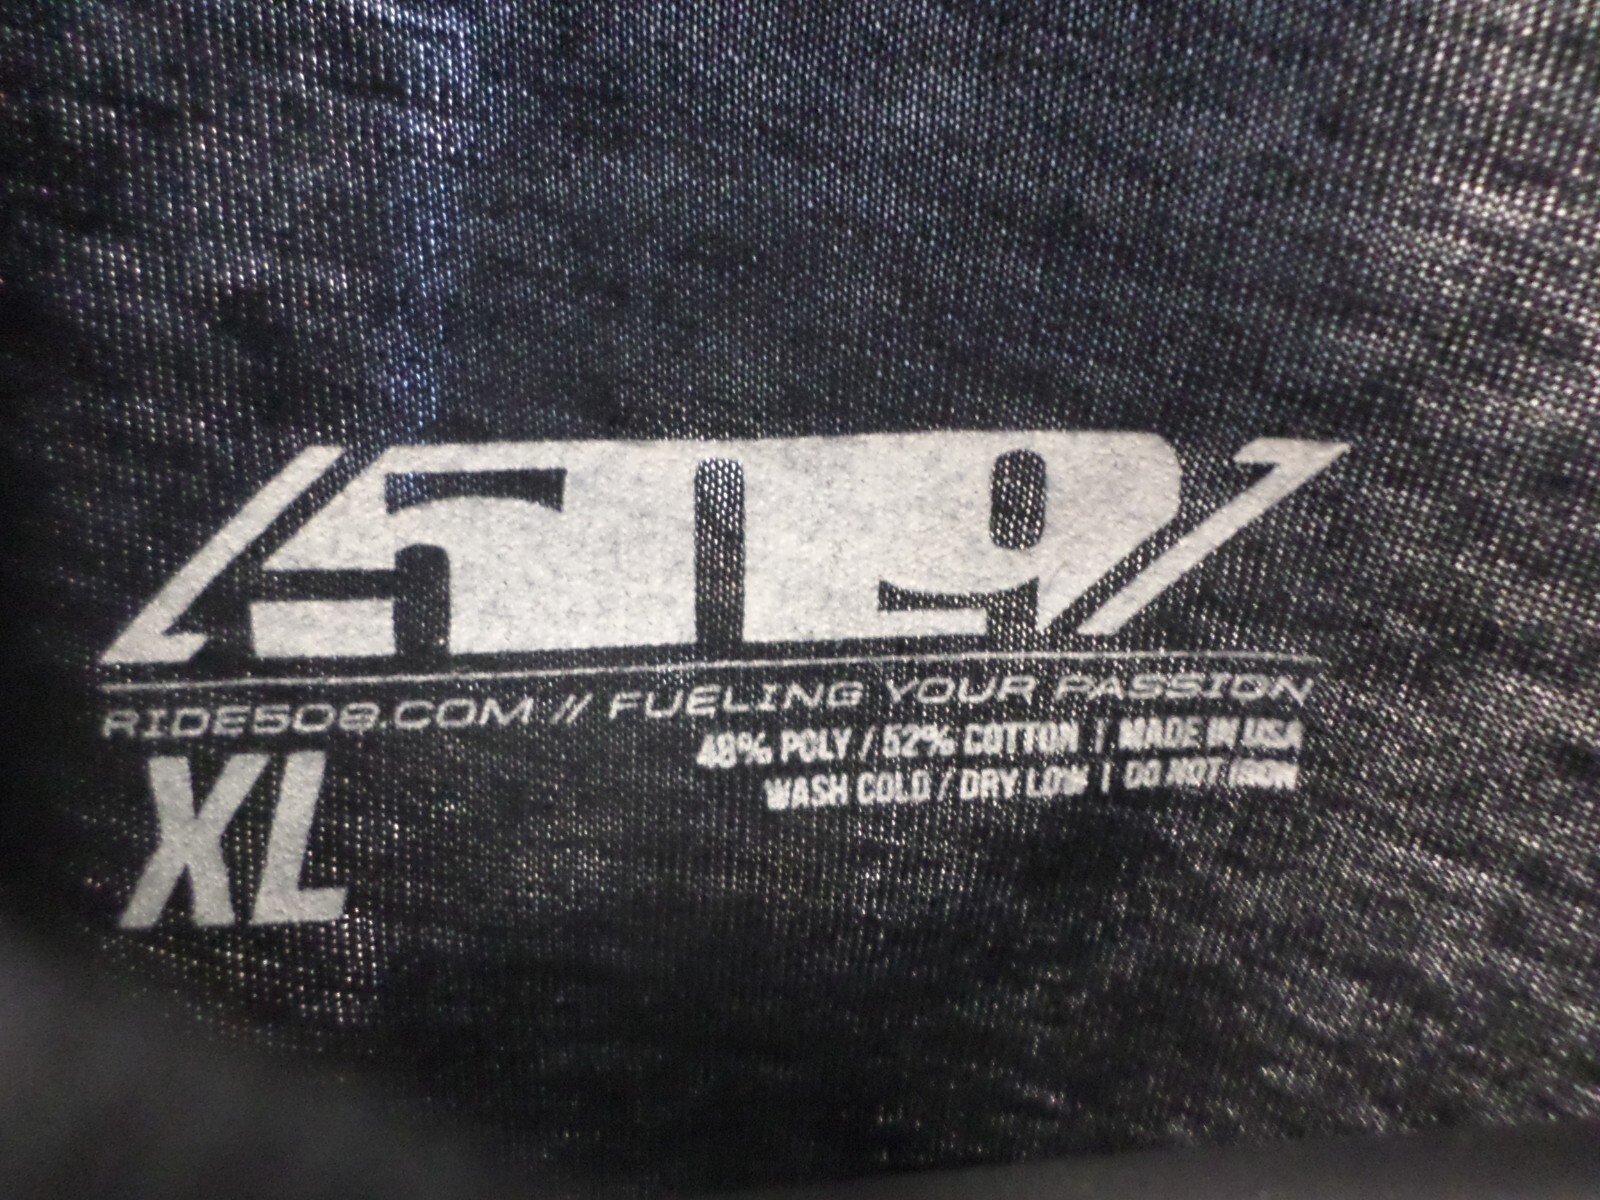 509
RIDE509.COM // FUELING YOUR PASSION
48% POLY / 52% COTTON | MADE IN USA
WASH COLD / DRY LOW | DO NOT IRON
XL